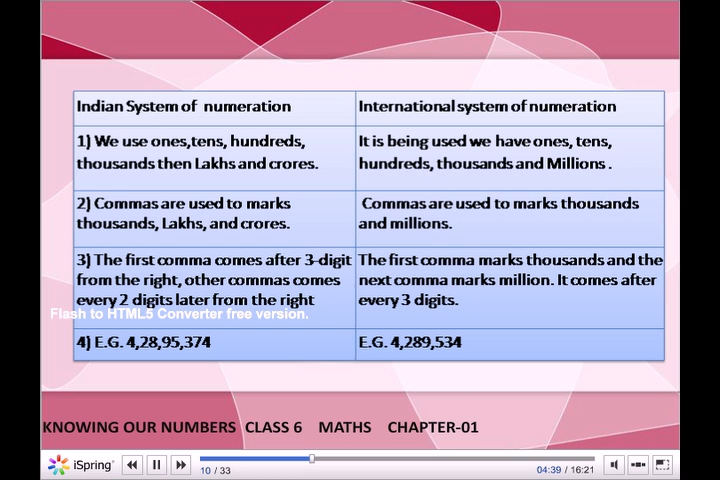 Indian System of numeration
International system of numeration
1) We use ones,tens, hundreds,
thousands then Lakhs and crores.
It is being used we have ones, tens,
hundreds, thousands and Millions .
2) Commas are used to marks
thousands, Lakhs, and crores.
Commas are used to marks thousands
and millions.
3) The first comma comes after 3-digit
from the right, other commas comes
every 2 digits later from the right
The first comma marks thousands and the
next comma marks million. It comes after
every 3 digits.
Flash to HTML5 Converter free version.
4) E.G. 4,28,95,374
E.G. 4,289,534
KNOWING OUR NUMBERS CLASS 6 MATHS CHAPTER-01
iSpring
10 / 33
04:39 / 16:21